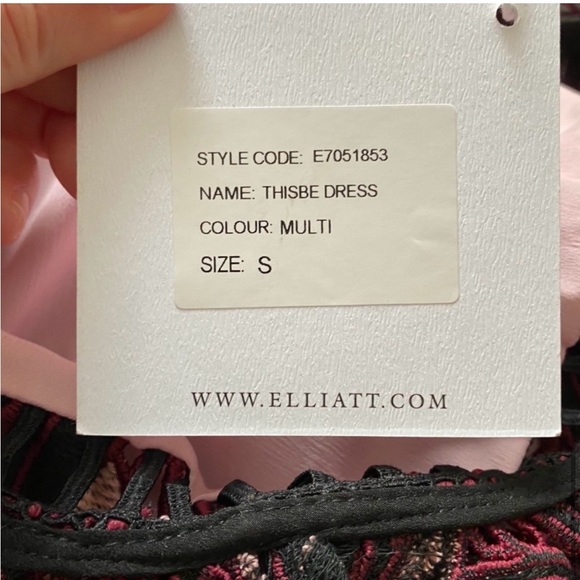 STYLE CODE: E7051853
NAME: THISBE DRESS
COLOUR: MULTI
SIZE: S
WWW.ELLIATT.COM